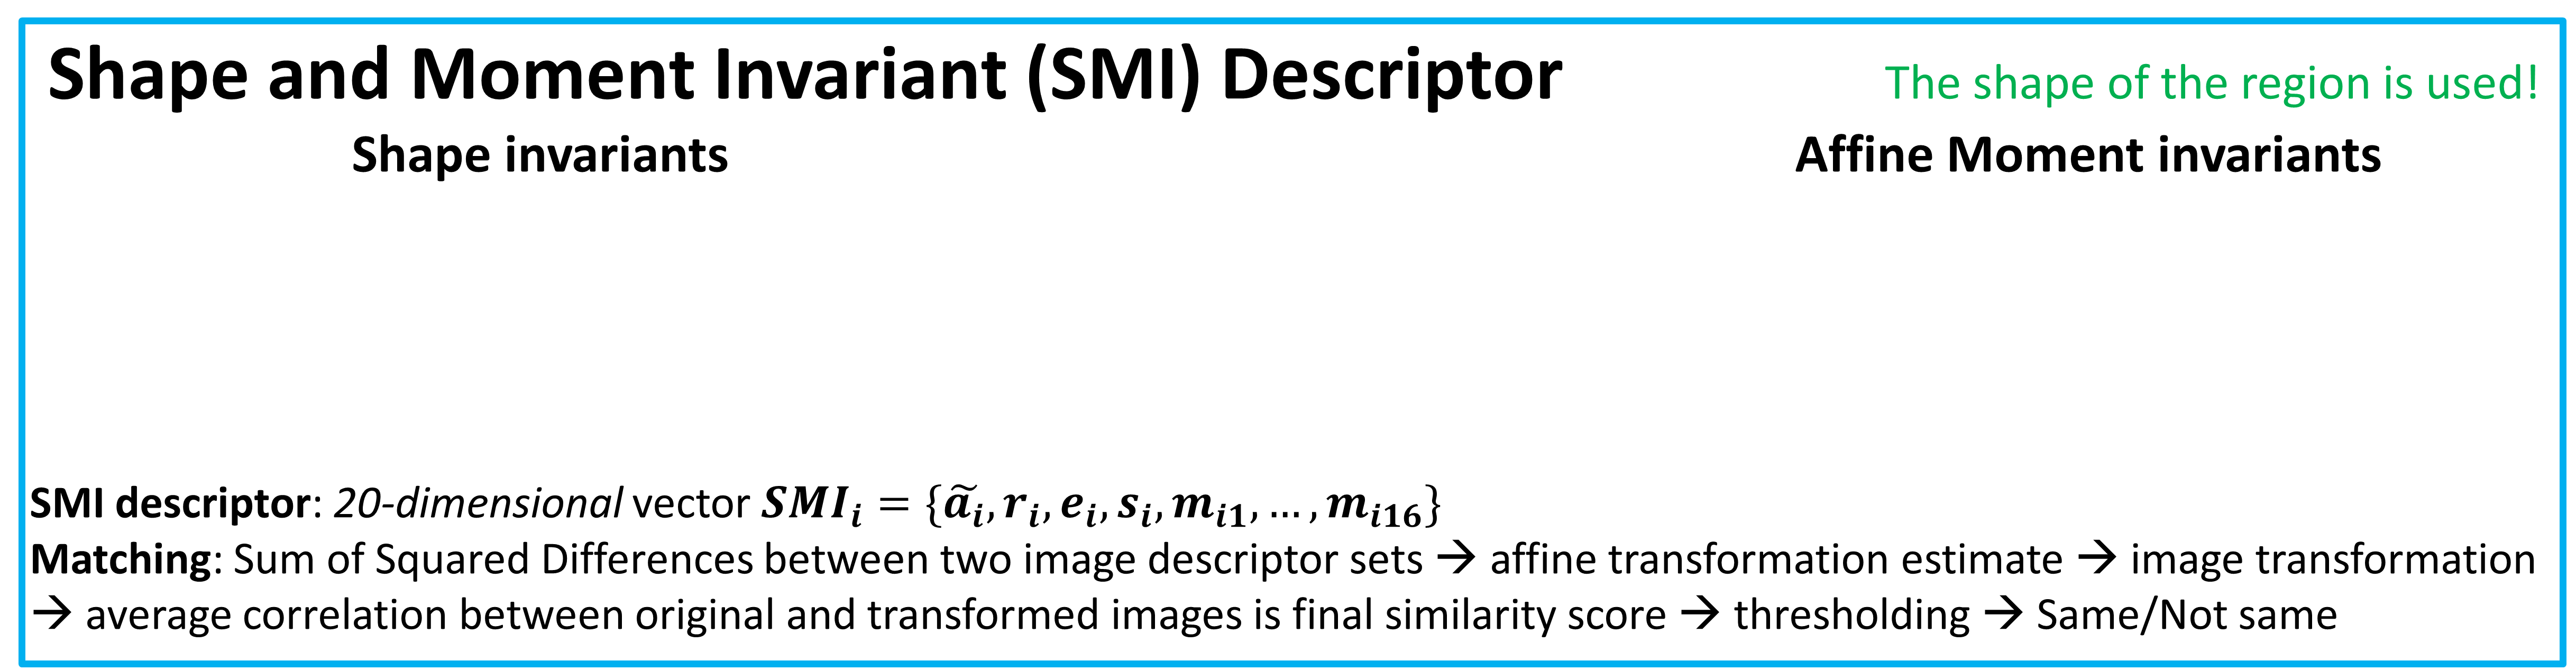 Shape and Moment Invariant (SMI) Descriptor
The shape of the region is used!
Shape invariants
Affine Moment invariants
SMI descriptor: 20-dimensional vector SMIᵢ = {ãᵢ, rᵢ, eᵢ, sᵢ, mᵢ₁, …, mᵢ₁₆}
Matching: Sum of Squared Differences between two image descriptor sets → affine transformation estimate → image transformation
→ average correlation between original and transformed images is final similarity score → thresholding → Same/Not same